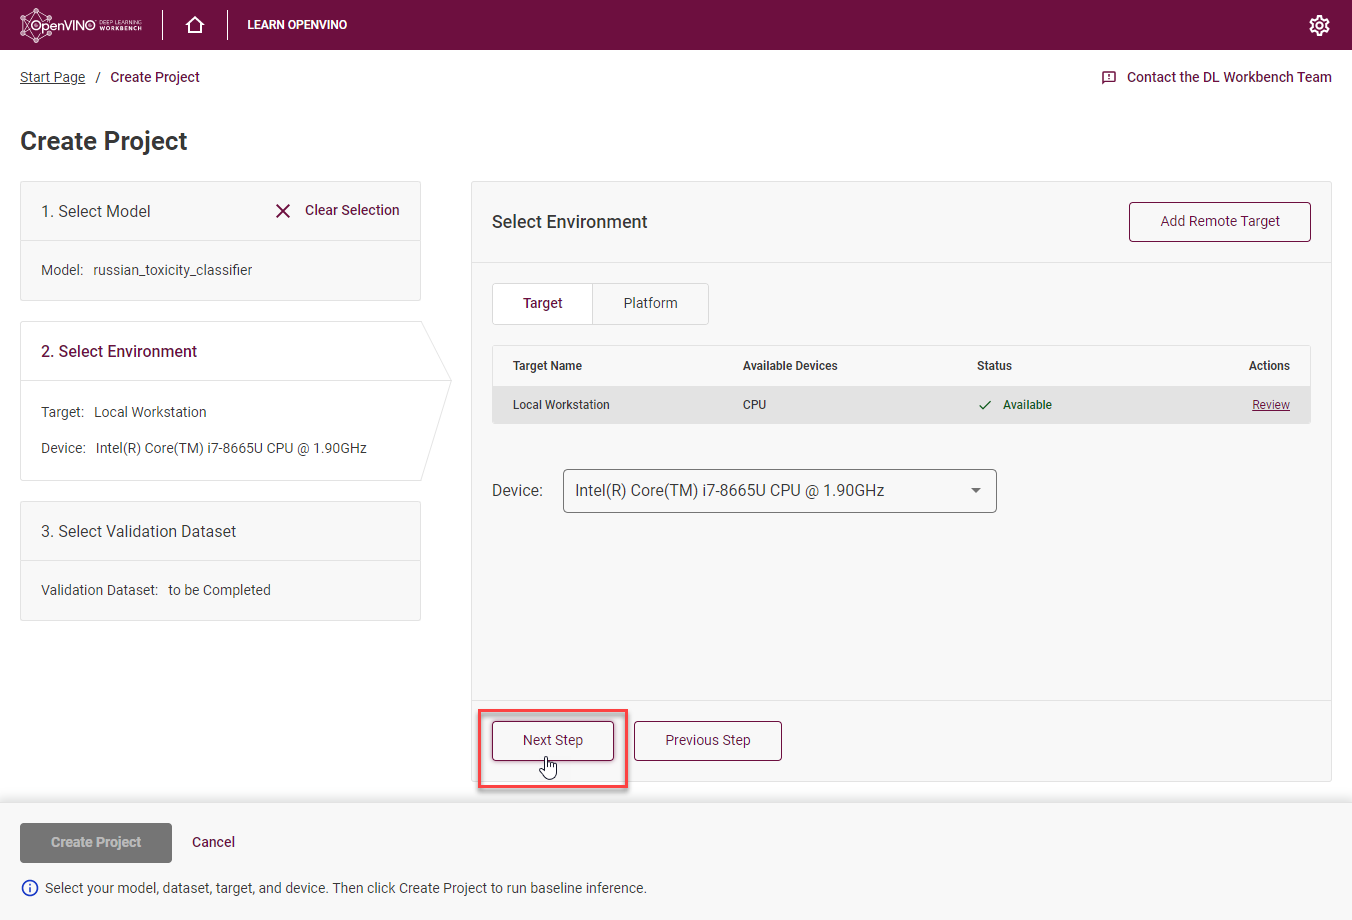 OpenVINO DEEP LEARNING WORKBENCH
LEARN OPENVINO
Start Page / Create Project
Contact the DL Workbench Team
Create Project
1. Select Model
Clear Selection
Model: russian_toxicity_classifier
2. Select Environment
Target: Local Workstation
Device: Intel(R) Core(TM) i7-8665U CPU @ 1.90GHz
3. Select Validation Dataset
Validation Dataset: to be Completed
Select Environment
Add Remote Target
Target
Platform
Target Name Available Devices Status Actions
Local Workstation CPU Available Review
Device: Intel(R) Core(TM) i7-8665U CPU @ 1.90GHz
Next Step
Previous Step
Create Project
Cancel
Select your model, dataset, target, and device. Then click Create Project to run baseline inference.